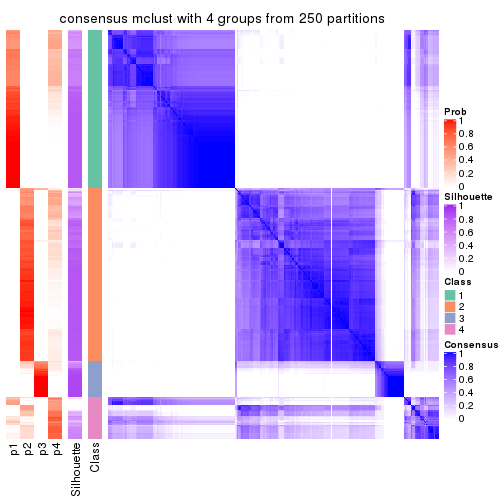 consensus mclust with 4 groups from 250 partitions
Prob
1
0.8
0.6
0.4
0.2
0
Silhouette
1
0.8
0.6
0.4
0.2
0
Class
1
2
3
4
Consensus
1
0.8
0.6
0.4
0.2
0
p1
p2
p3
p4
Silhouette
Class